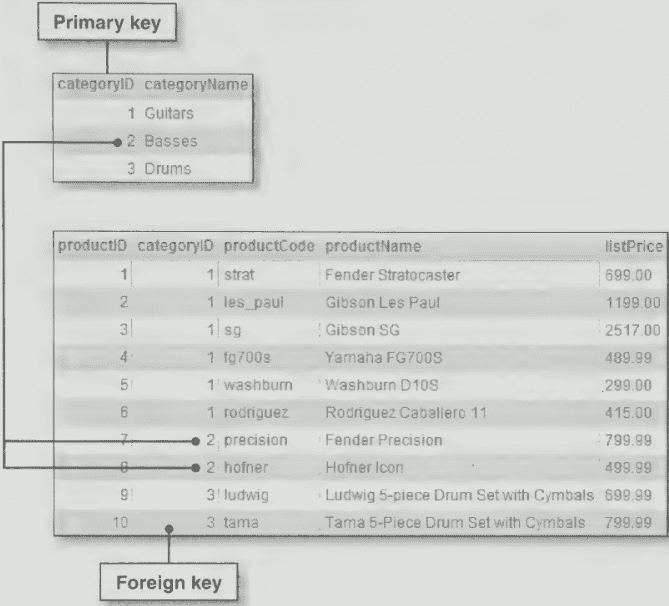 Primary key
categoryID categoryName
1 Guitars
2 Basses
3 Drums
productID categoryID productCode productName listPrice
1 1 strat Fender Stratocaster 699.00
2 1 les_paul Gibson Les Paul 1199.00
3 1 sg Gibson SG 2517.00
4 1 fg700s Yamaha FG700S 489.99
5 1 washburn Washburn D10S 299.00
6 1 rodriguez Rodriguez Caballero 11 415.00
7 2 precision Fender Precision 799.99
8 2 hofner Hofner Icon 499.99
9 3 ludwig Ludwig 5-piece Drum Set with Cymbals 699.99
10 3 tama Tama 5-Piece Drum Set with Cymbals 799.99
Foreign key